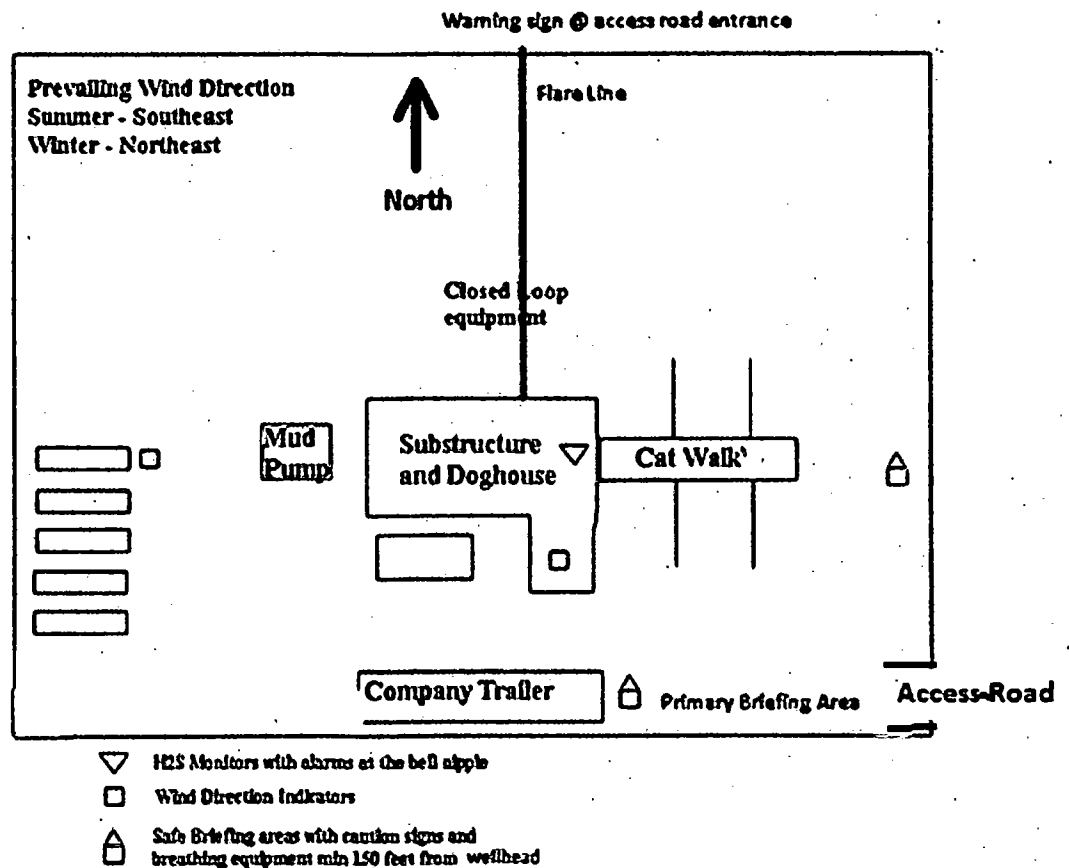 Warning sign @ access road entrance
Prevailing Wind Direction
Summer - Southeast
Winter - Northeast
Flare Line
North
Closed Loop
equipment
Mud
Pump
Substructure
and Doghouse
Cat Walk
Company Trailer
Primary Briefing Area
Access Road
H2S Monitors with alarms at the bell nipple
Wind Direction Indicators
Safe Briefing areas with caution signs and
breathing equipment min 150 feet from wellhead